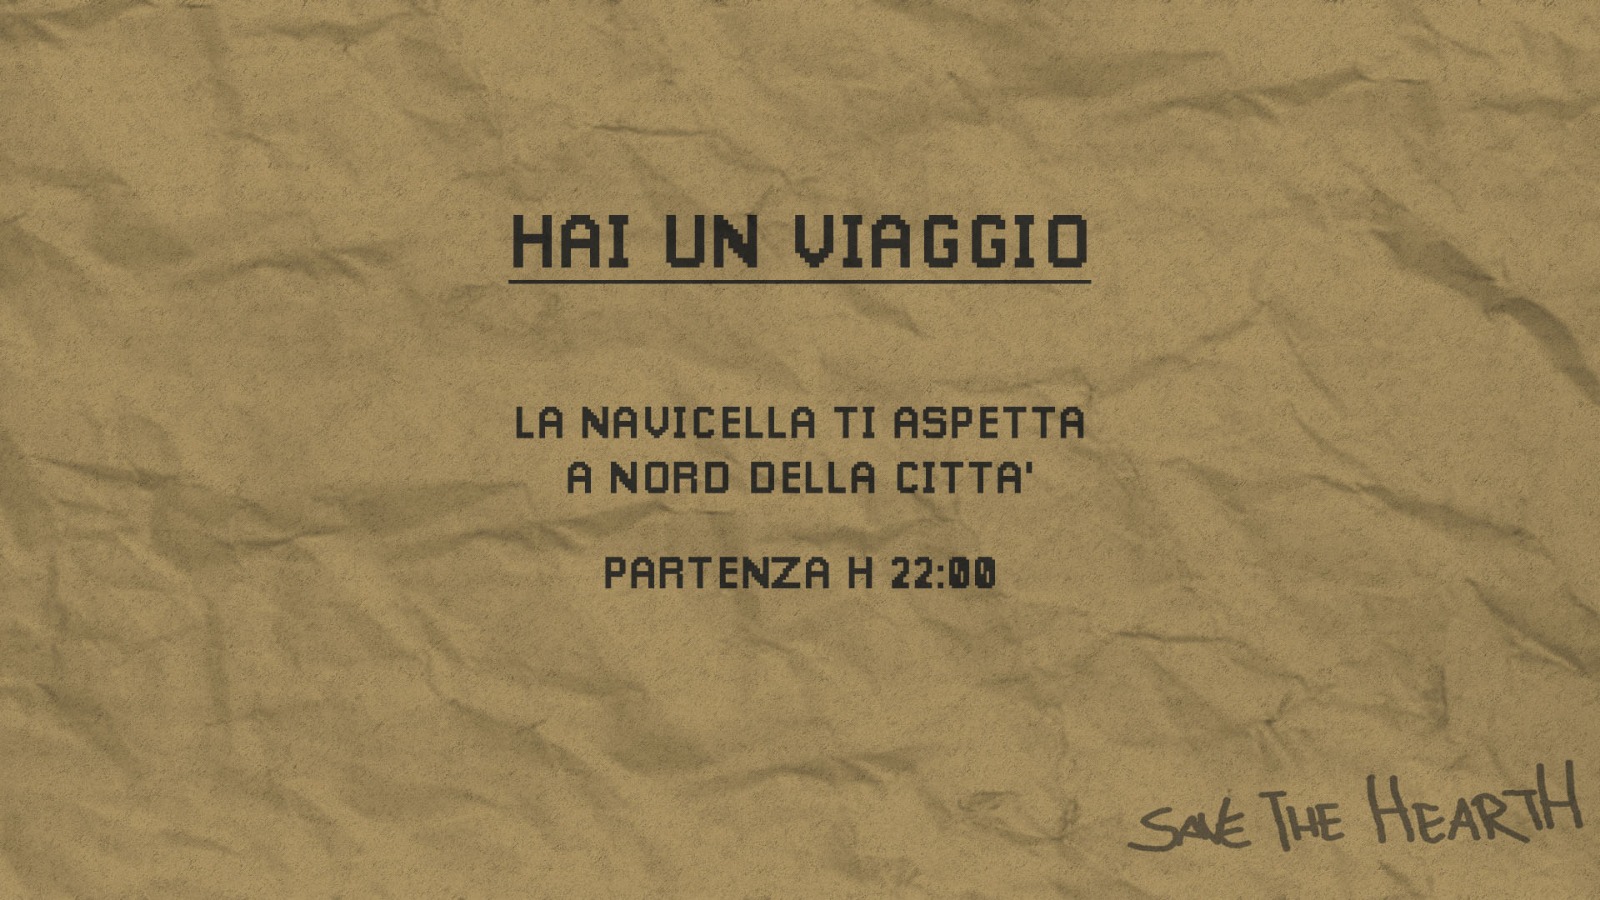 HAI UN VIAGGIO
LA NAVICELLA TI ASPETTA
A NORD DELLA CITTA'
PARTENZA H 22:00
SAVE THE HEARTH